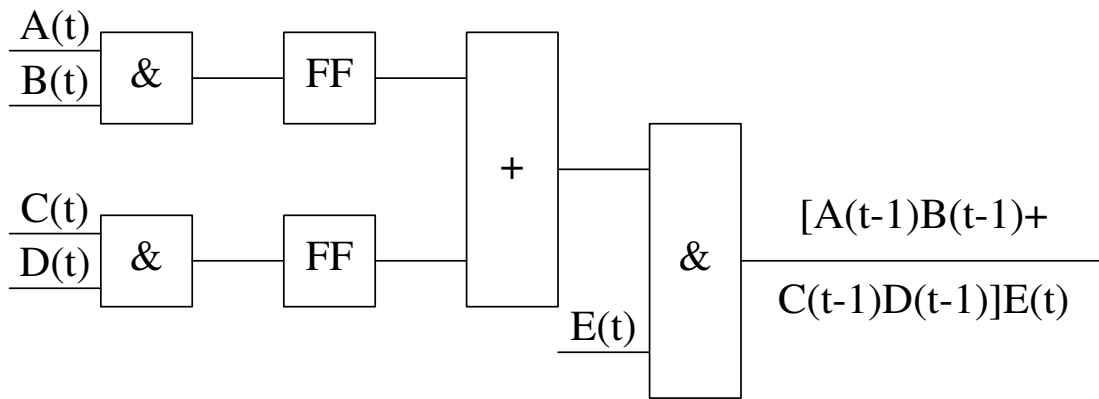 A(t)
B(t)
&
FF
+
C(t)
D(t)
&
FF
E(t)
&
[A(t-1)B(t-1)+
C(t-1)D(t-1)]E(t)